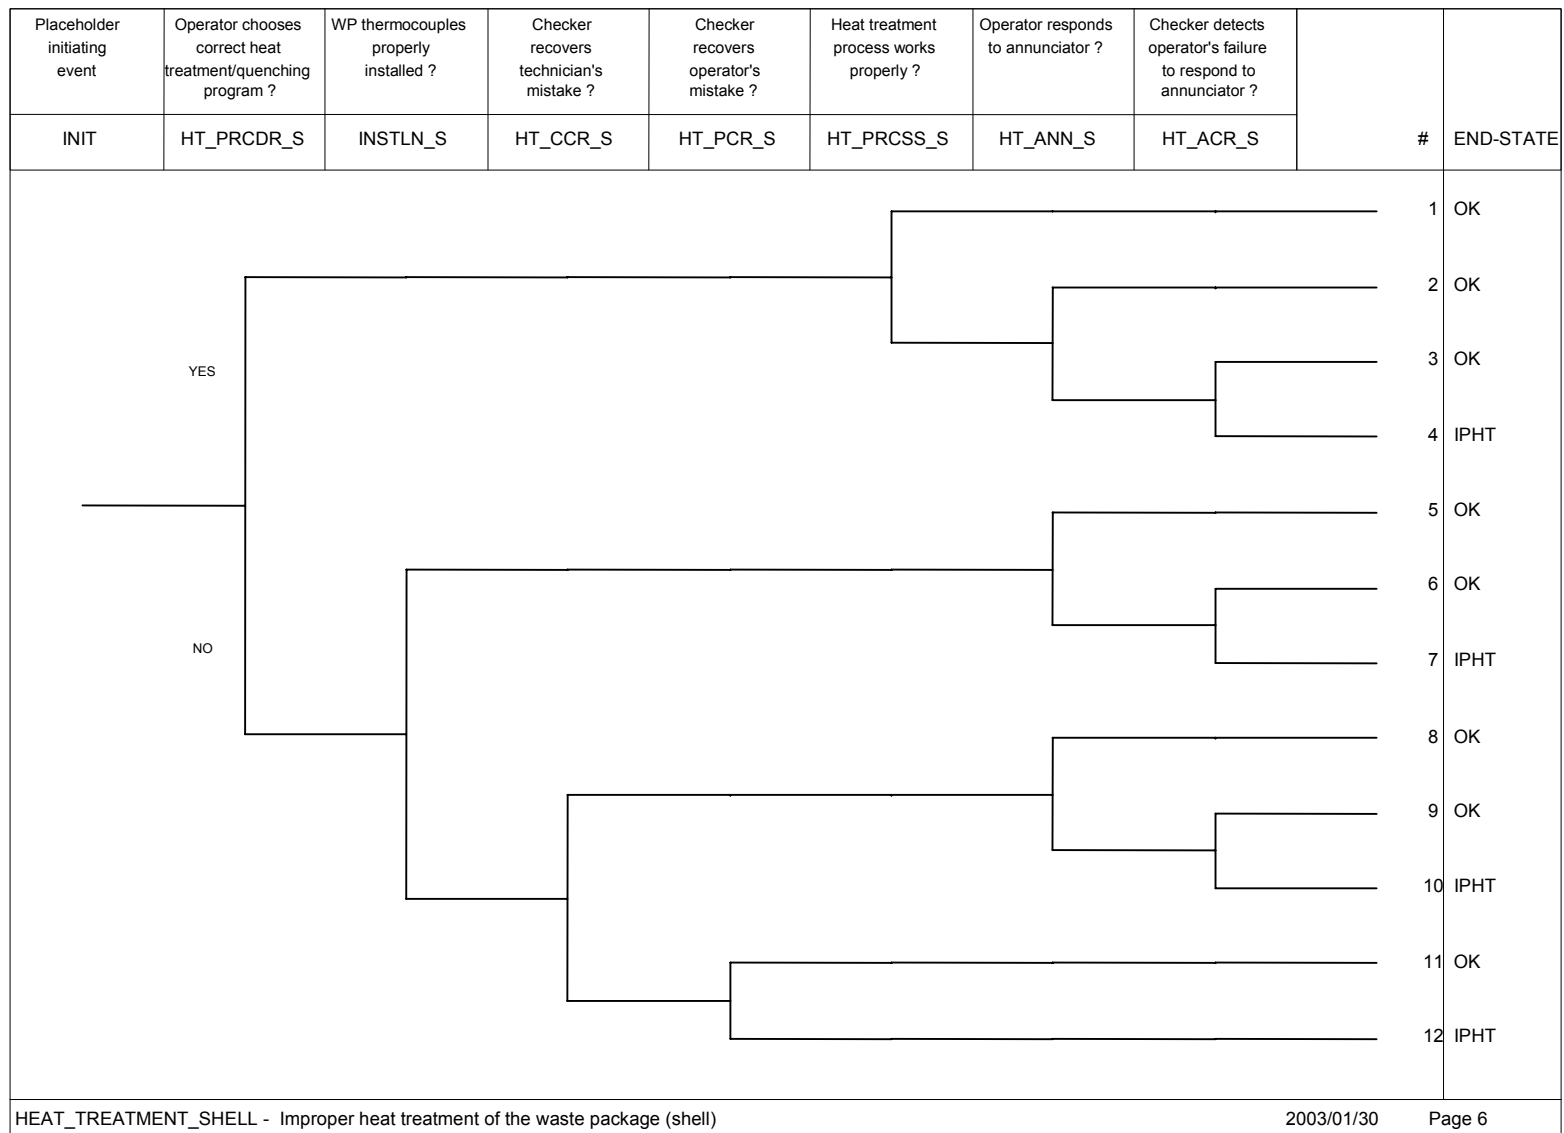 Placeholder
initiating
event
Operator chooses
correct heat
treatment/quenching
program ?
WP thermocouples
properly
installed ?
Checker
recovers
technician's
mistake ?
Checker
recovers
operator's
mistake ?
Heat treatment
process works
properly ?
Operator responds
to annunciator ?
Checker detects
operator's failure
to respond to
annunciator ?
INIT HT_PRCDR_S INSTLN_S HT_CCR_S HT_PCR_S HT_PRCSS_S HT_ANN_S HT_ACR_S # END-STATE
1 OK
2 OK
3 OK
YES
4 IPHT
5 OK
6 OK
NO
7 IPHT
8 OK
9 OK
10 IPHT
11 OK
12 IPHT
HEAT_TREATMENT_SHELL - Improper heat treatment of the waste package (shell) 2003/01/30 Page 6